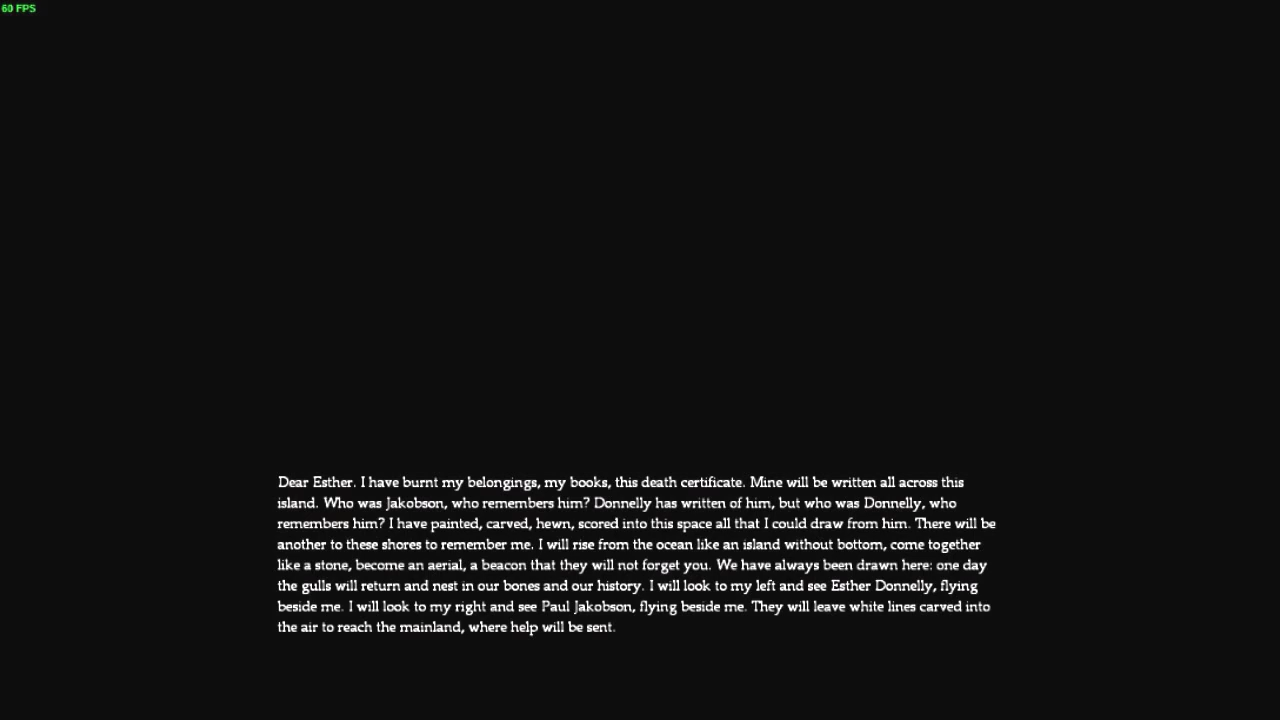 60 FPS
Dear Esther. I have burnt my belongings, my books, this death certificate. Mine will be written all across this
island. Who was Jakobson, who remembers him? Donnelly has written of him, but who was Donnelly, who
remembers him? I have painted, carved, hewn, scored into this space all that I could draw from him. There will be
another to these shores to remember me. I will rise from the ocean like an island without bottom, come together
like a stone, become an aerial, a beacon that they will not forget you. We have always been drawn here: one day
the gulls will return and nest in our bones and our history. I will look to my left and see Esther Donnelly, flying
beside me. I will look to my right and see Paul Jakobson, flying beside me. They will leave white lines carved into
the air to reach the mainland, where help will be sent.